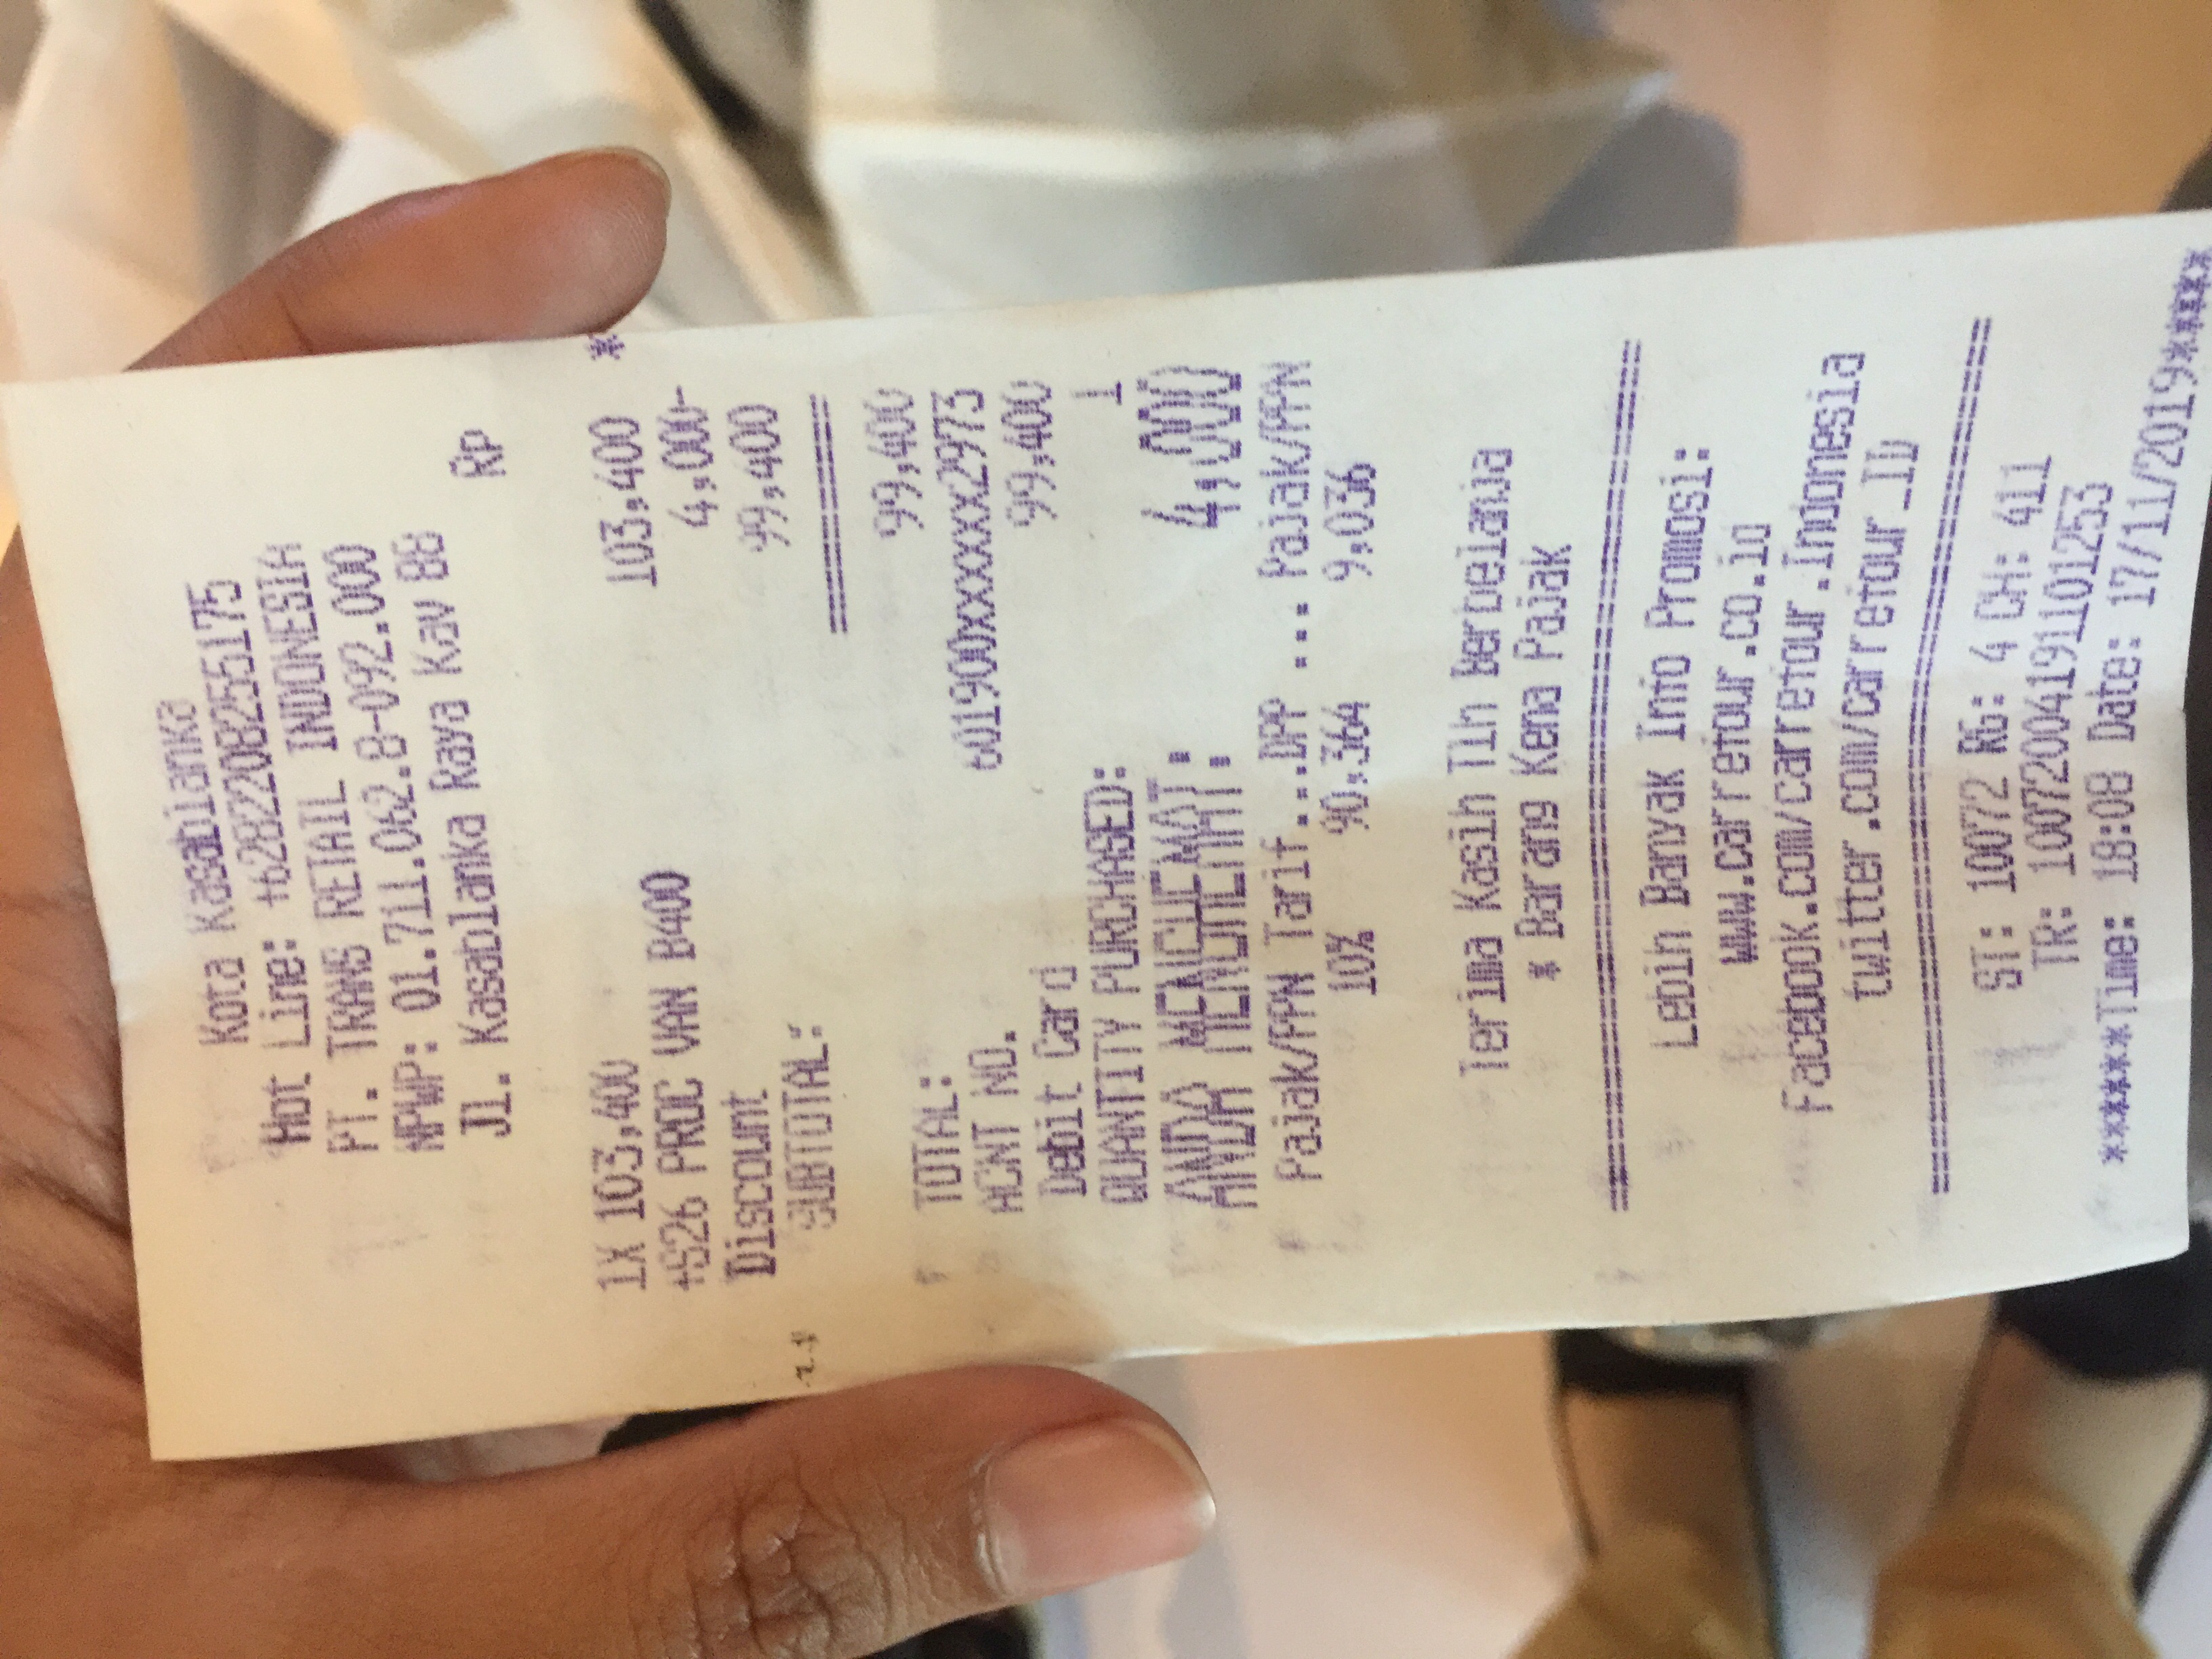 Kota Kasablanka
Hot Line: +6282208255175
PT. TRANS RETAIL INDONESIA
NPWP: 01.711.062.8-092.000
Jl. Kasablanka Raya Kav 88
Rp
1X 103,400 103,400 *
+S26 PROC VAN B400 4,000-
Discount 99,400
SUBTOTAL:
==========
TOTAL: 99,400
ACNT NO. 601900xxxxxx2973
Debit Card 99,400
QUANTITY PURCHASED: 1
ANDA MENGHEMAT: 4,000
Pajak/PPN Tarif...DPP ... Pajak/PPN
10% 90,364 9,036
Terima Kasih Tlh Berbelanja
* Barang Kena Pajak
Lebih Banyak Info Promosi:
www.carrefour.co.id
Facebook.com/carrefour.Indonesia
twitter.com/carrefour_ID
ST: 10072 RG: 4 CH: 411
TR: 10072004191101253
******Time: 18:08 Date: 17/11/2019*****